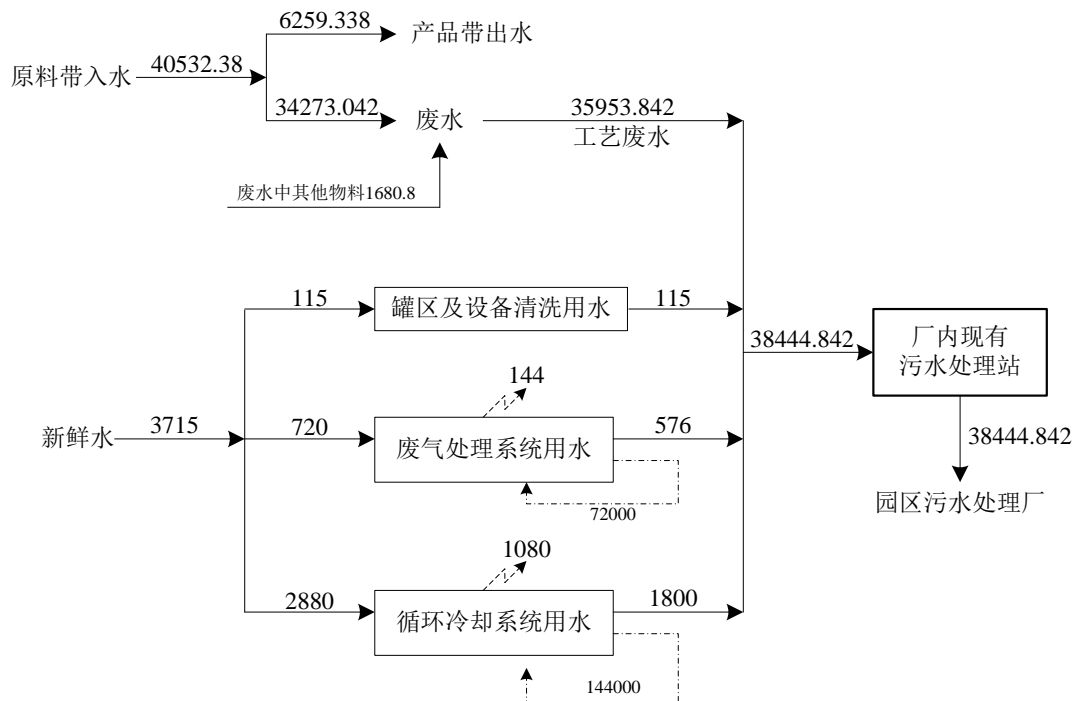 6259.338
产品带出水
原料带入水
40532.38
34273.042
废水
35953.842
工艺废水
废水中其他物料1680.8
115
罐区及设备清洗用水
115
38444.842
厂内现有
污水处理站
144
新鲜水
3715
720
废气处理系统用水
576
38444.842
72000
园区污水处理厂
1080
2880
循环冷却系统用水
1800
144000